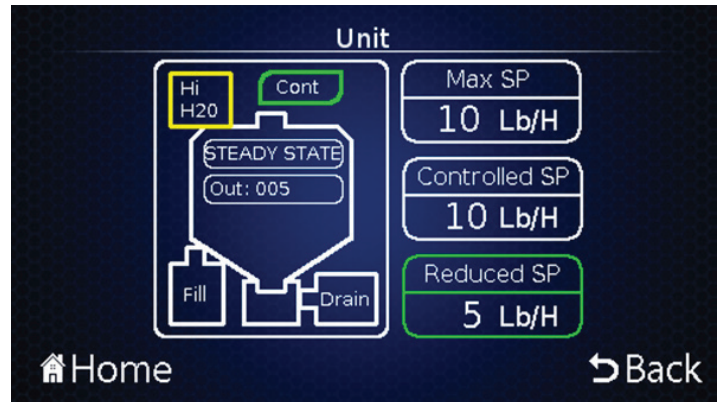 Unit
Hi
H20
Cont
STEADY STATE
Out: 005
Fill
Drain
Max SP
10 Lb/H
Controlled SP
10 Lb/H
Reduced SP
5 Lb/H
Home
Back